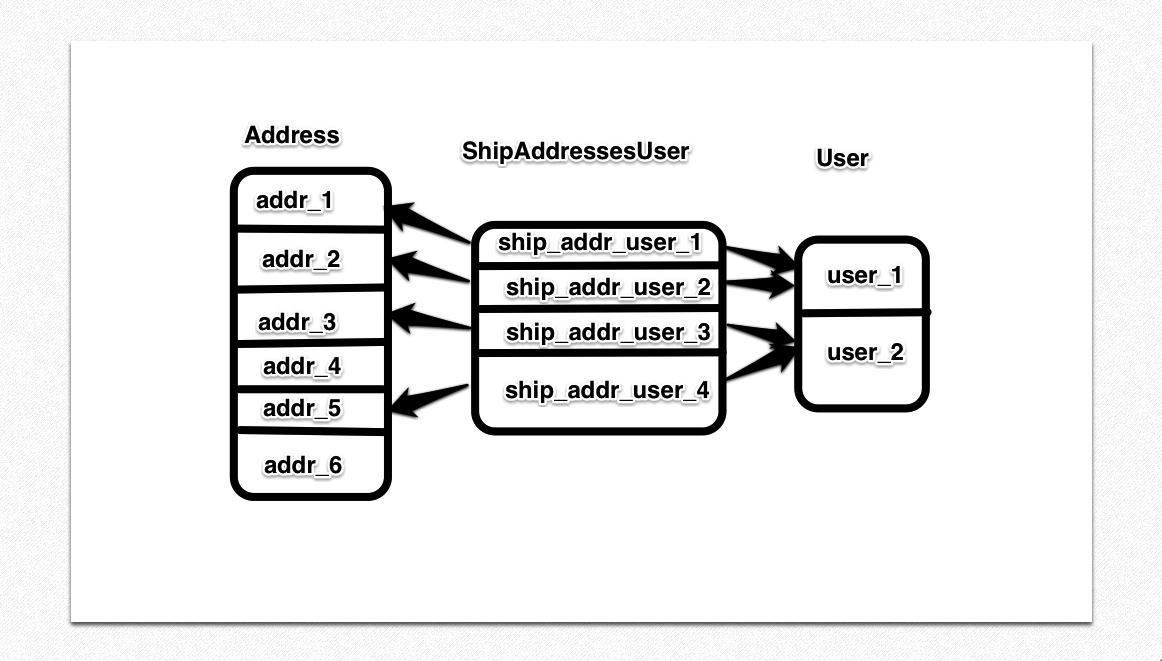 Address
addr_1
addr_2
addr_3
addr_4
addr_5
addr_6
ShipAddressesUser
ship_addr_user_1
ship_addr_user_2
ship_addr_user_3
ship_addr_user_4
User
user_1
user_2